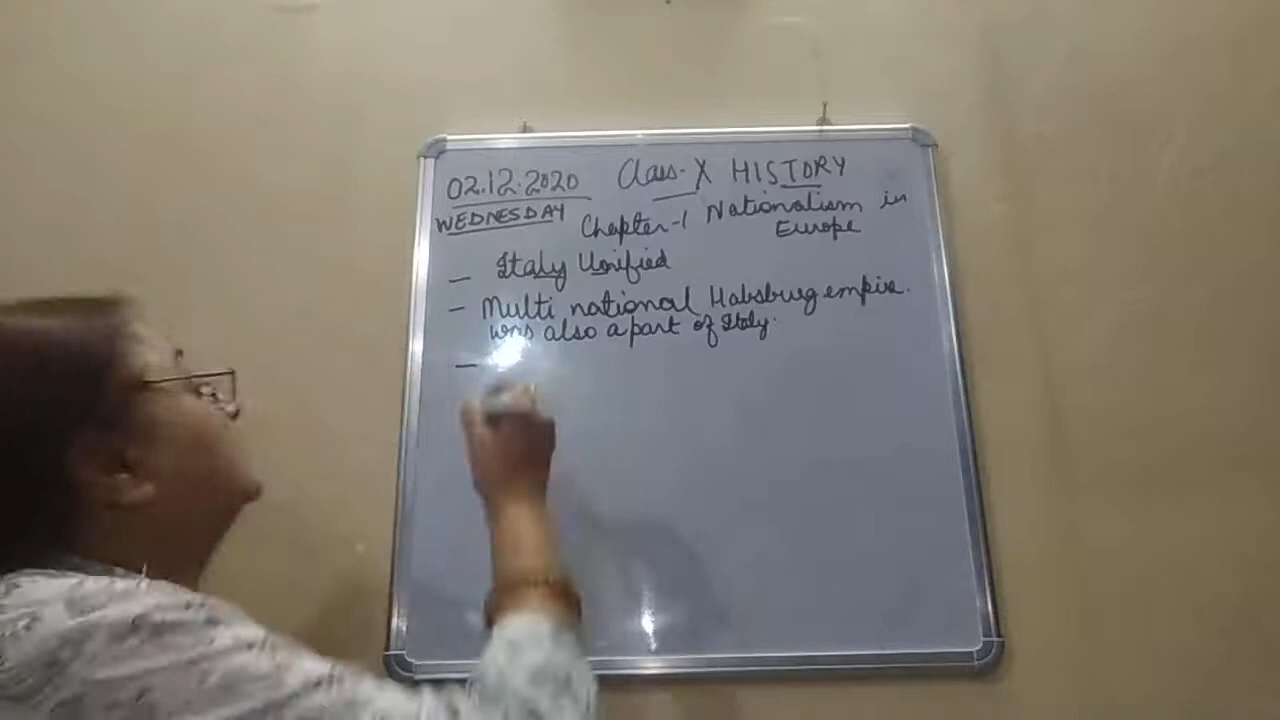 02.12.2020 Class-X HISTORY
WEDNESDAY Chapter-1 Nationalism in
Europe
– Italy Unified
– Multi national Habsburg empire.
was also a part of Italy.
–